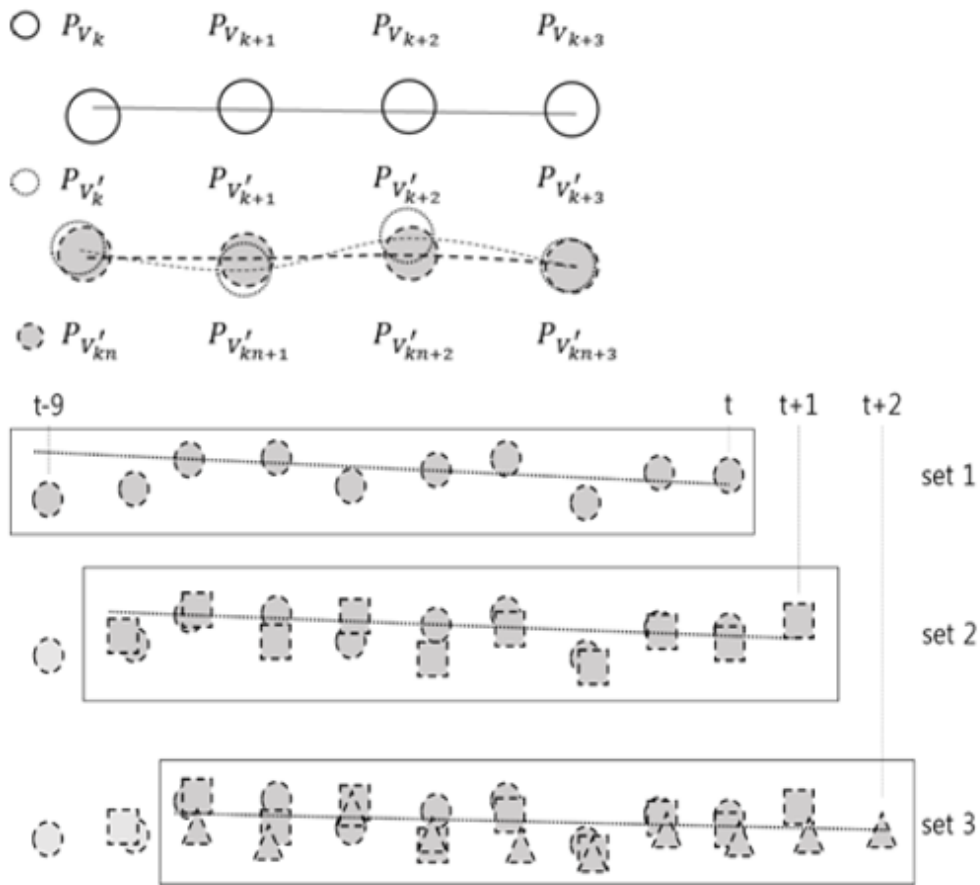 P_{V_k} P_{V_{k+1}} P_{V_{k+2}} P_{V_{k+3}}
P_{V'_k} P_{V'_{k+1}} P_{V'_{k+2}} P_{V'_{k+3}}
P_{V'_{kn}} P_{V'_{kn+1}} P_{V'_{kn+2}} P_{V'_{kn+3}}
t-9 t t+1 t+2
set 1
set 2
set 3